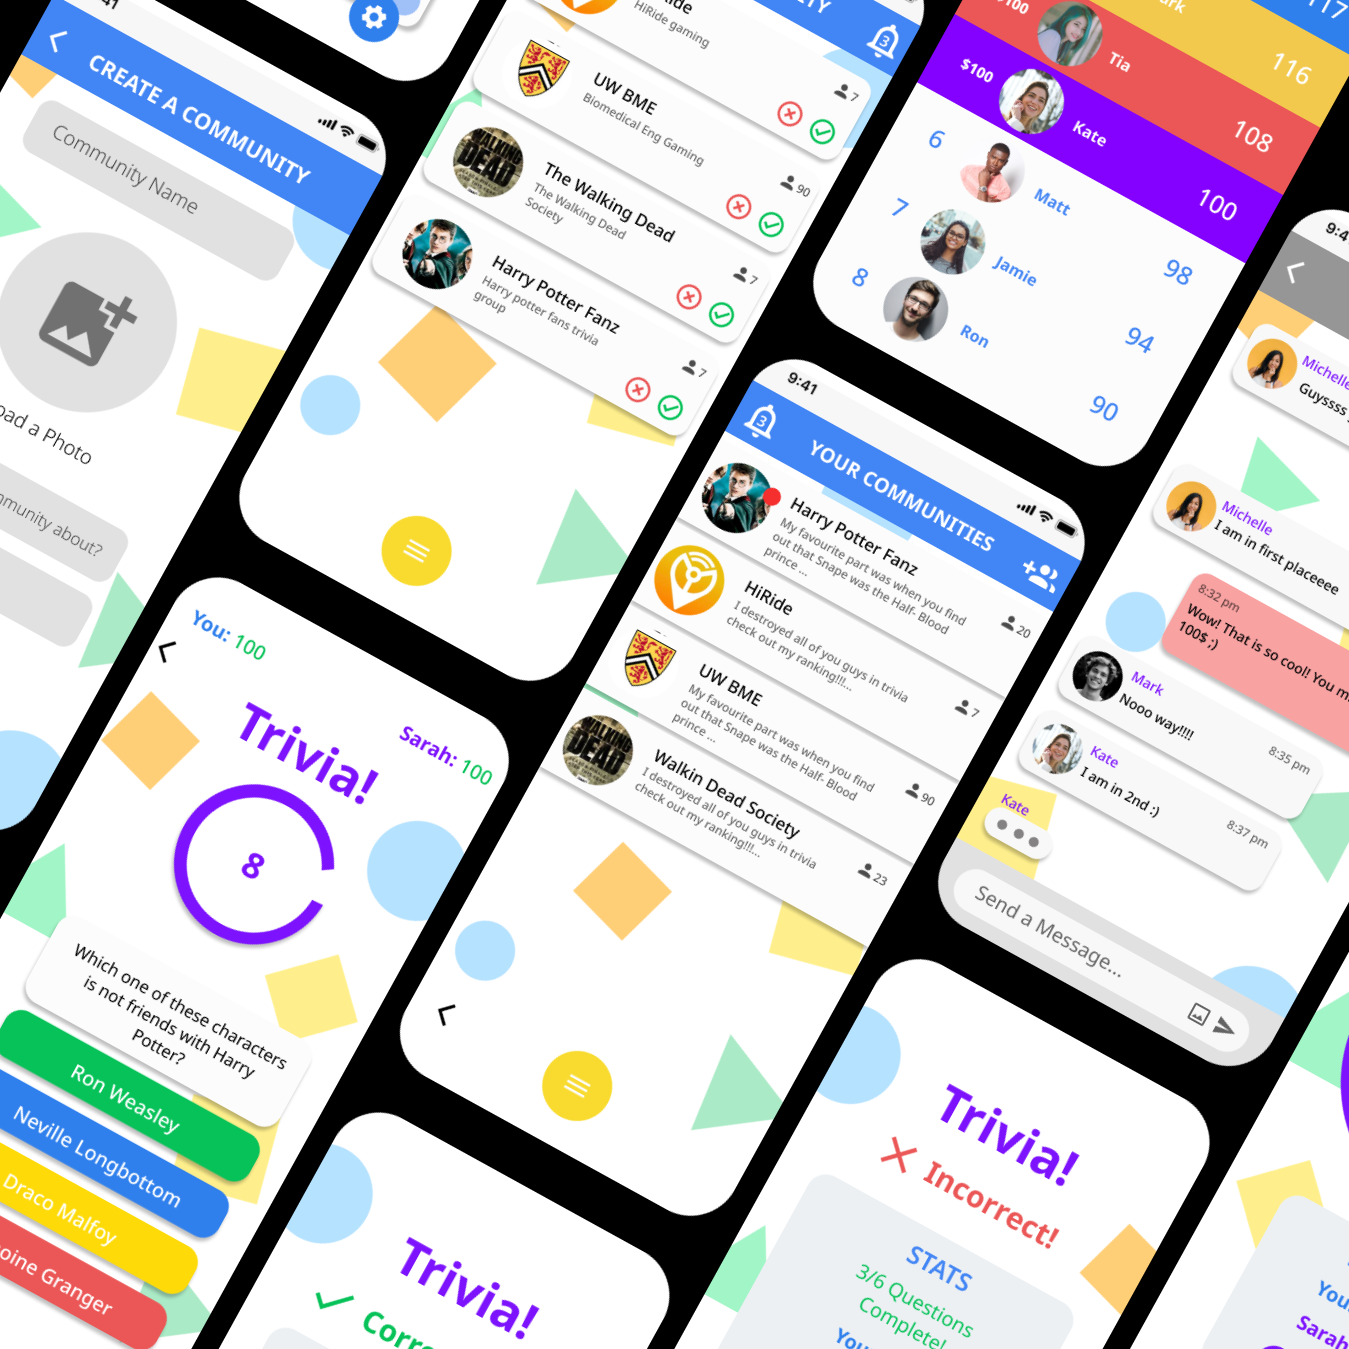 41
CREATE A COMMUNITY
Community Name
oad a Photo
mmunity about?
ide
HiRide gaming
7
UW BME
Biomedical Eng Gaming
90
The Walking Dead
The Walking Dead
Society
7
Harry Potter Fanz
Harry potter fans trivia
group
7
3
117
116
$100
Tia
108
$100
Kate
100
6
Matt
98
7
Jamie
94
8
Ron
90
9:41
3
YOUR COMMUNITIES
Harry Potter Fanz
My favourite part was when you find
out that Snape was the Half- Blood
prince ...
20
HiRide
I destroyed all of you guys in trivia
check out my ranking!!!...
7
UW BME
My favourite part was when you find
out that Snape was the Half- Blood
prince ...
90
Walkin Dead Society
I destroyed all of you guys in trivia
check out my ranking!!!...
23
9:4
Michelle
Guyssss
Michelle
I am in first placeeee
8:32 pm
Wow! That is so cool! You m
100$ ;)
Mark
Nooo way!!!!
8:35 pm
Kate
I am in 2nd :)
8:37 pm
Kate
Send a Message...
You: 100
Sarah: 100
Trivia!
8
Which one of these characters
is not friends with Harry
Potter?
Ron Weasley
Neville Longbottom
Draco Malfoy
oine Granger
Trivia!
Corre
Trivia!
Incorrect!
STATS
3/6 Questions
Complete!
You
You
Sarah